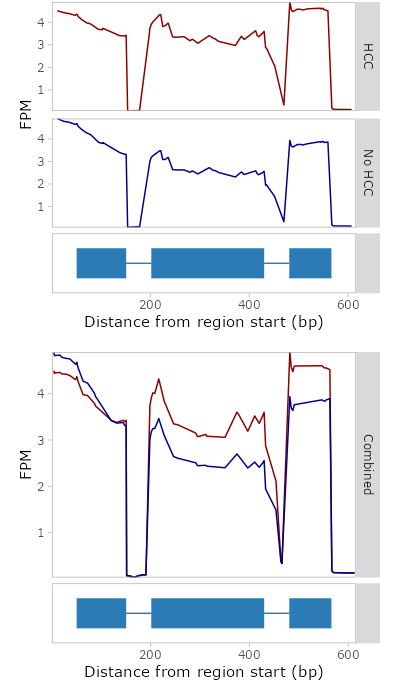 FPM
4
3
2
1
HCC
4
3
2
1
No HCC
200
400
600
Distance from region start (bp)
FPM
4
3
2
1
Combined
200
400
600
Distance from region start (bp)